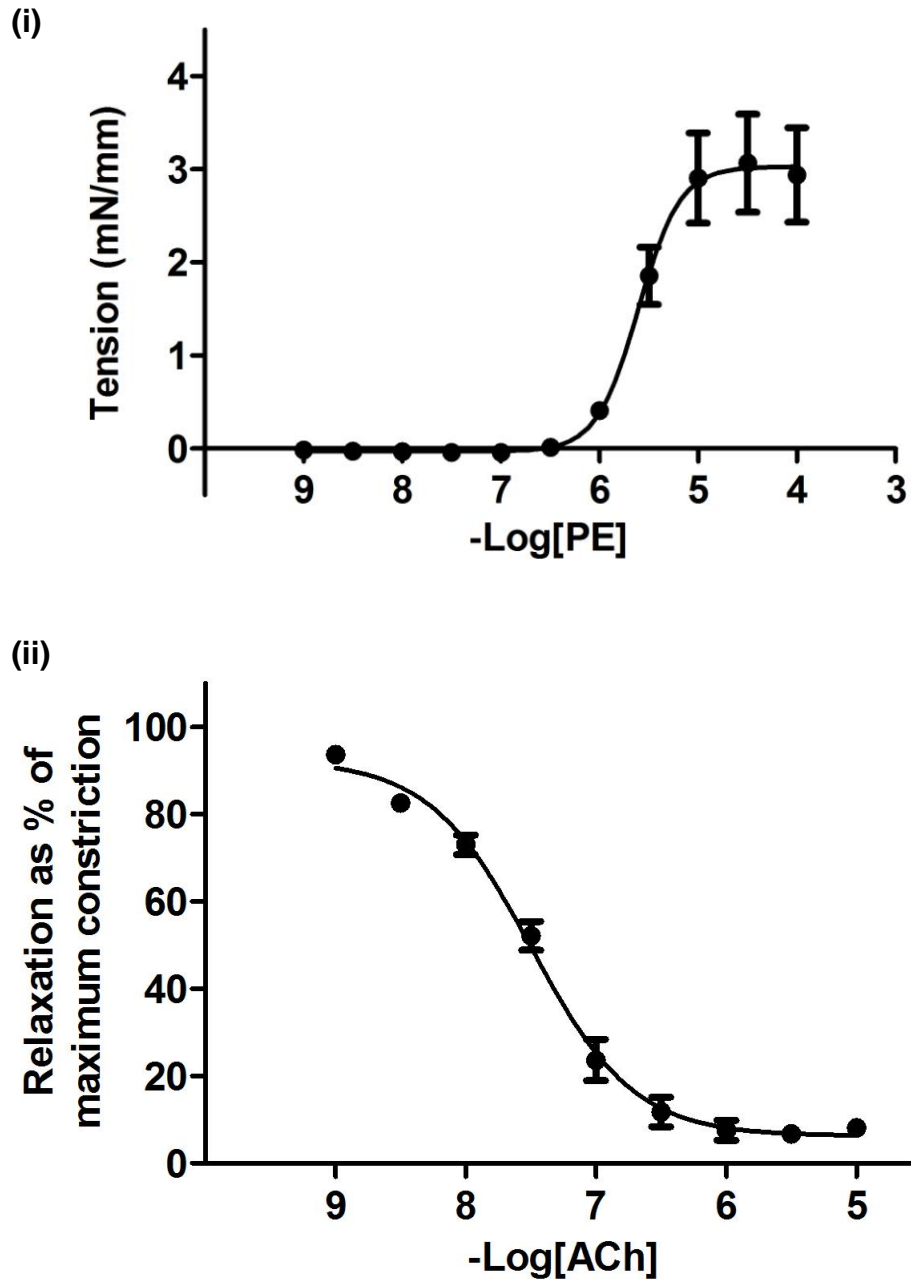 (i)
Tension (mN/mm)
4
3
2
1
0
9 8 7 6 5 4 3
-Log[PE]
(ii)
Relaxation as % of
maximum constriction
100
80
60
40
20
0
9 8 7 6 5
-Log[ACh]